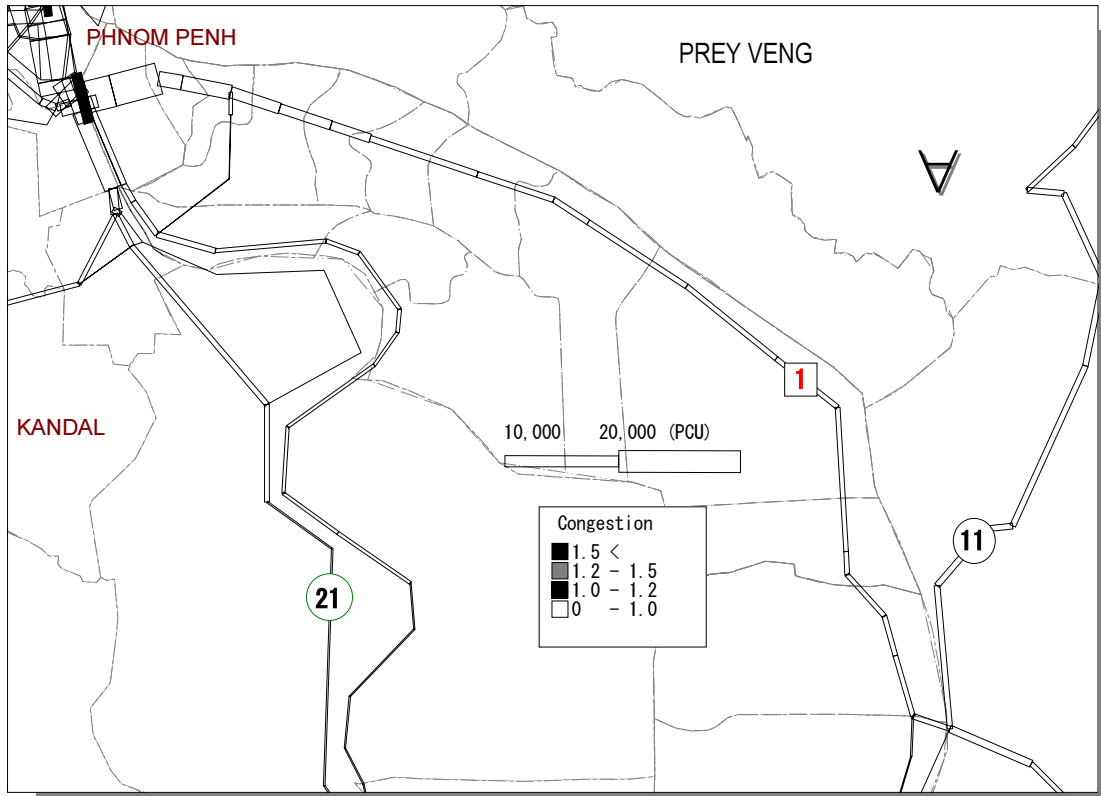 PHNOM PENH
PREY VENG
1
KANDAL
10,000 20,000 (PCU)
Congestion
1.5 <
1.2 - 1.5
1.0 - 1.2
0 - 1.0
11
21